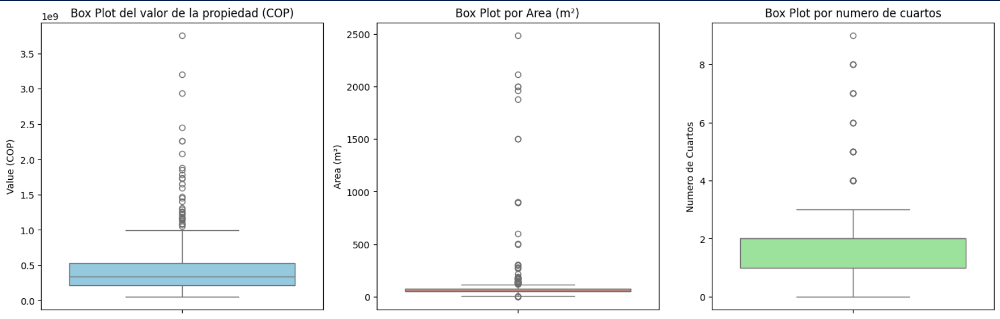 Box Plot del valor de la propiedad (COP)
1e9
Value (COP)
3.5
3.0
2.5
2.0
1.5
1.0
0.5
0.0
Box Plot por Area (m²)
Area (m²)
2500
2000
1500
1000
500
0
Box Plot por numero de cuartos
Numero de Cuartos
8
6
4
2
0